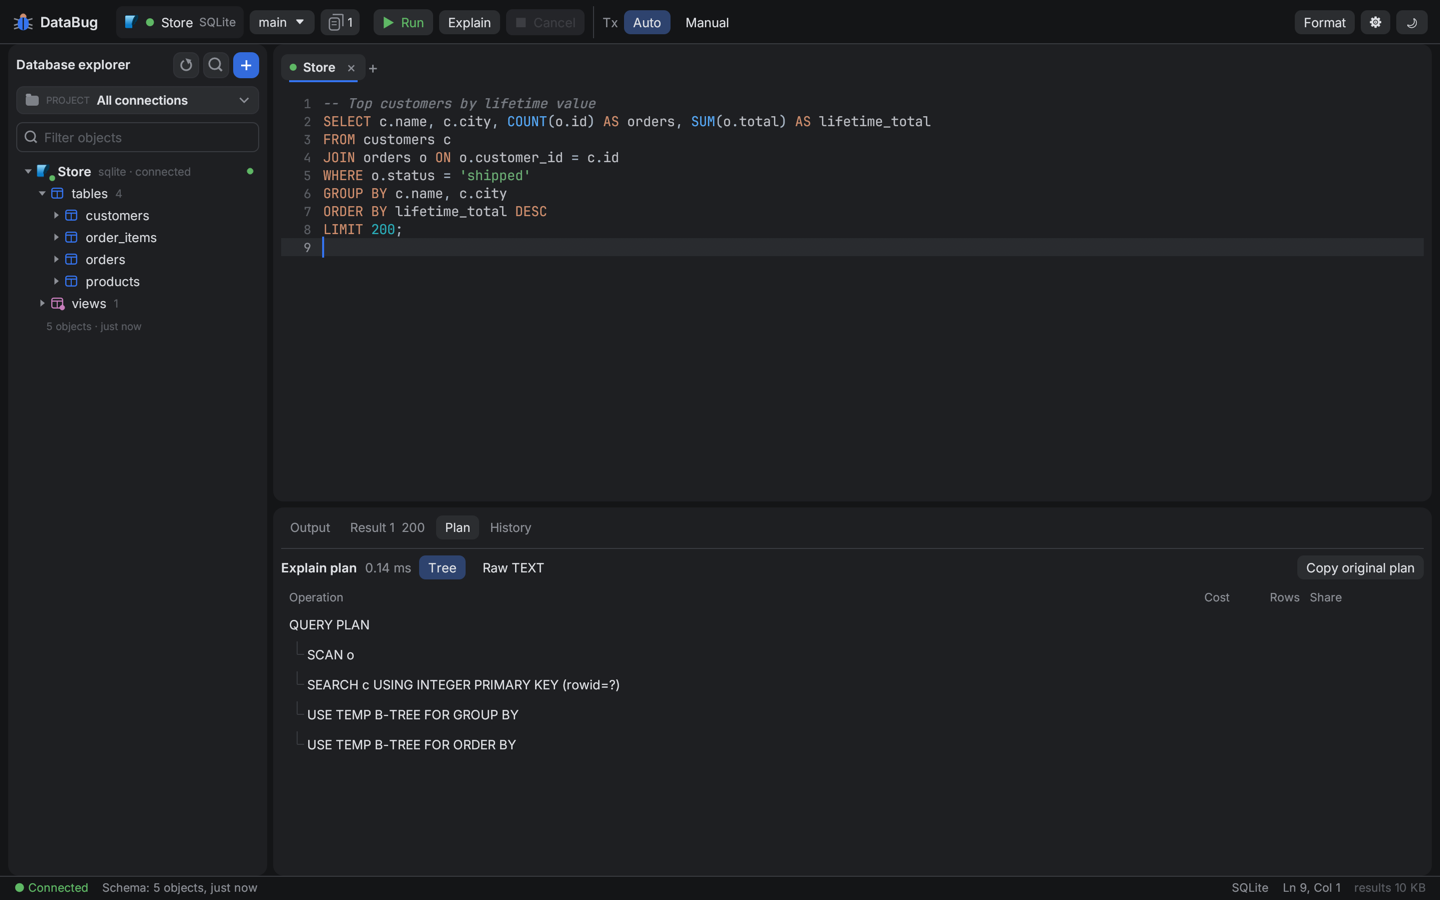 DataBug
Store SQLite
main
1
Run
Explain
Cancel
Tx
Auto
Manual
Format
Database explorer
PROJECT All connections
Filter objects
Store sqlite · connected
tables 4
customers
order_items
orders
products
views 1
5 objects · just now
Store × +
1 -- Top customers by lifetime value
2 SELECT c.name, c.city, COUNT(o.id) AS orders, SUM(o.total) AS lifetime_total
3 FROM customers c
4 JOIN orders o ON o.customer_id = c.id
5 WHERE o.status = 'shipped'
6 GROUP BY c.name, c.city
7 ORDER BY lifetime_total DESC
8 LIMIT 200;
9
Output Result 1 200 Plan History
Explain plan 0.14 ms Tree Raw TEXT Copy original plan
Operation Cost Rows Share
QUERY PLAN
SCAN o
SEARCH c USING INTEGER PRIMARY KEY (rowid=?)
USE TEMP B-TREE FOR GROUP BY
USE TEMP B-TREE FOR ORDER BY
Connected Schema: 5 objects, just now SQLite Ln 9, Col 1 results 10 KB